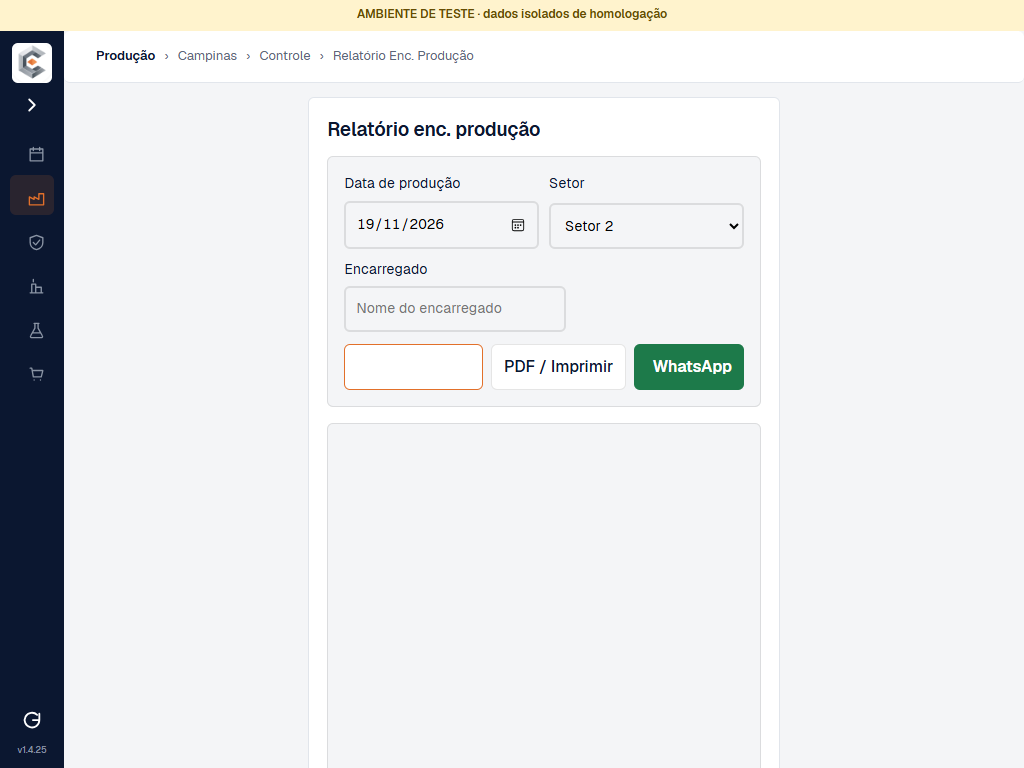 AMBIENTE DE TESTE · dados isolados de homologação
Produção › Campinas › Controle › Relatório Enc. Produção
Relatório enc. produção
Data de produção
Setor
19/11/2026
Setor 2
Encarregado
Nome do encarregado
PDF / Imprimir
WhatsApp
v1.4.25